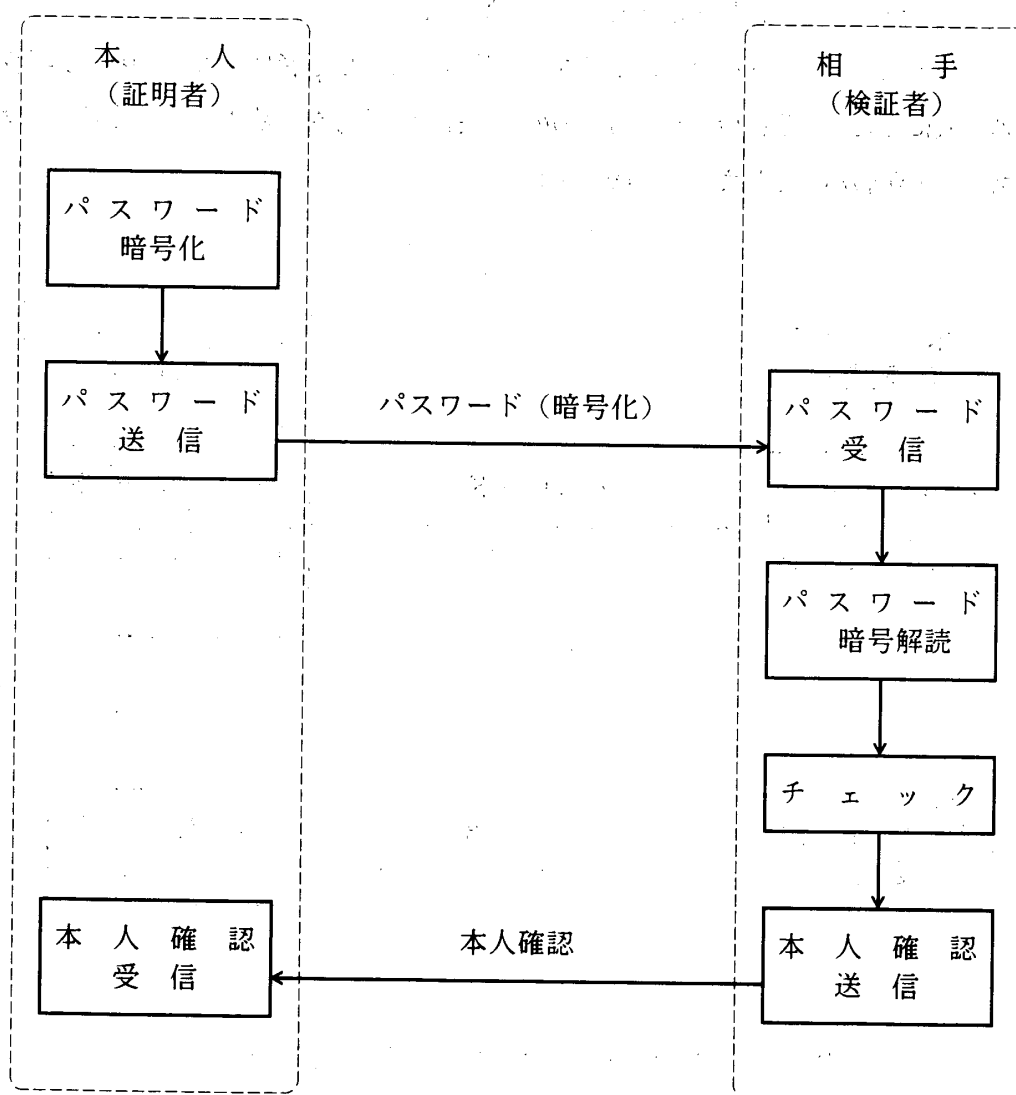 本人
(証明者)
相手
(検証者)
パスワード
暗号化
パスワード
送信
パスワード(暗号化)
パスワード
受信
パスワード
暗号解読
チェック
本人確認
受信
本人確認
本人確認
送信